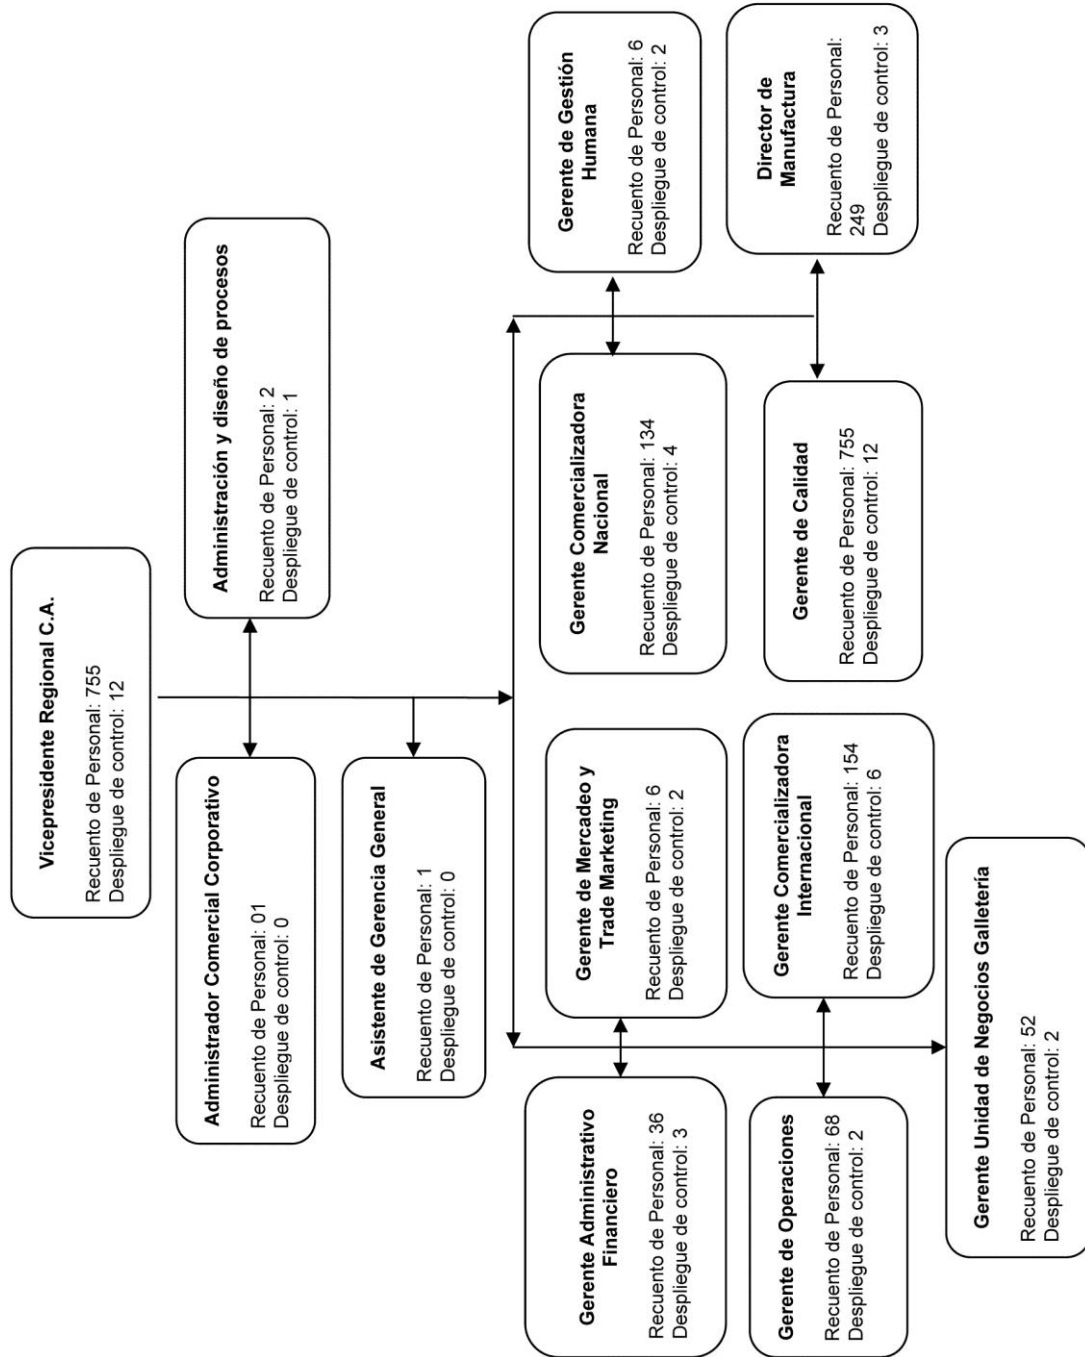 Vicepresidente Regional C.A.
Recuento de Personal: 755
Despliegue de control: 12
Administrador Comercial Corporativo
Recuento de Personal: 01
Despliegue de control: 0
Administración y diseño de procesos
Recuento de Personal: 2
Despliegue de control: 1
Asistente de Gerencia General
Recuento de Personal: 1
Despliegue de control: 0
Gerente Administrativo
Financiero
Recuento de Personal: 36
Despliegue de control: 3
Gerente de Mercadeo y
Trade Marketing
Recuento de Personal: 6
Despliegue de control: 2
Gerente Comercializadora
Nacional
Recuento de Personal: 134
Despliegue de control: 4
Gerente de Gestión
Humana
Recuento de Personal: 6
Despliegue de control: 2
Gerente de Operaciones
Recuento de Personal: 68
Despliegue de control: 2
Gerente Comercializadora
Internacional
Recuento de Personal: 154
Despliegue de control: 6
Gerente de Calidad
Recuento de Personal: 755
Despliegue de control: 12
Director de
Manufactura
Recuento de Personal:
249
Despliegue de control: 3
Gerente Unidad de Negocios Galletería
Recuento de Personal: 52
Despliegue de control: 2